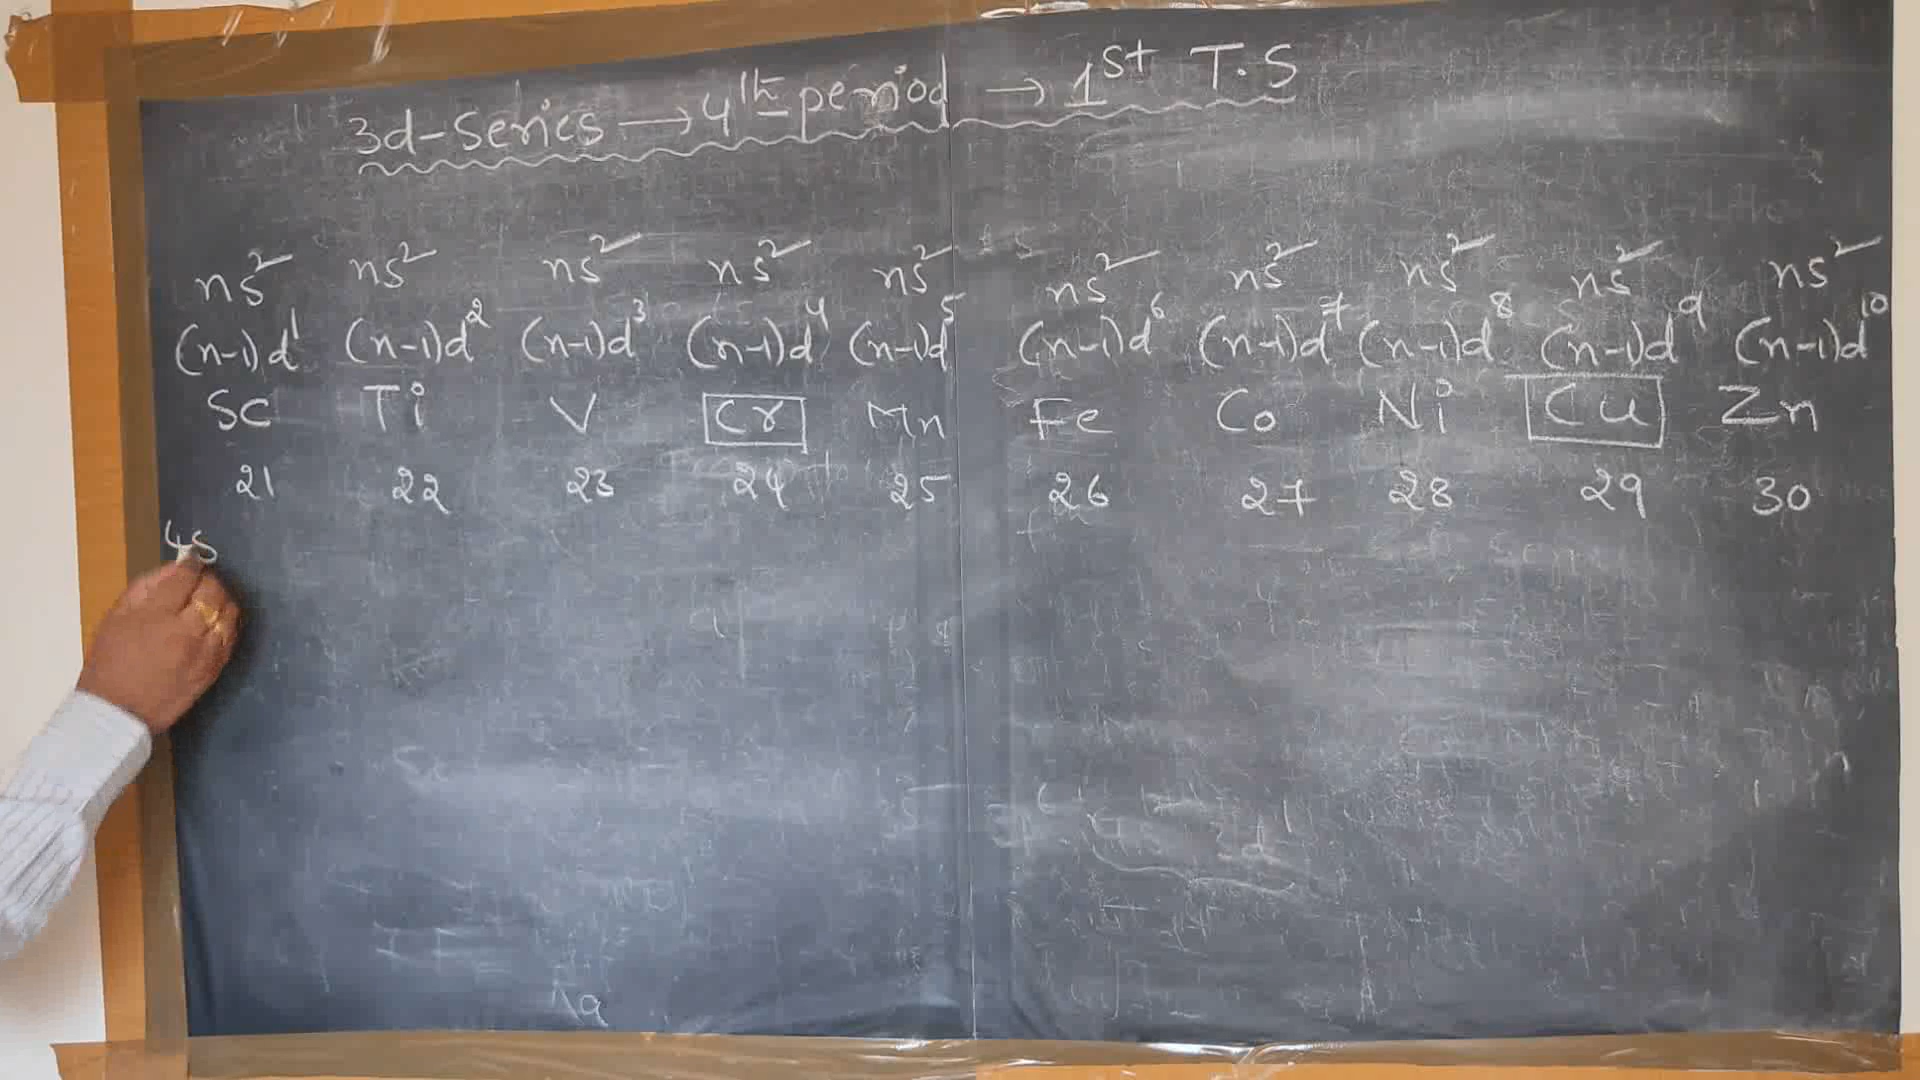 3d-Series → 4th period → 1st T.S
ns² ns² ns² ns² ns² ns² ns² ns² ns² ns²
(n-1)d¹ (n-1)d² (n-1)d³ (n-1)d⁴ (n-1)d⁵ (n-1)d⁶ (n-1)d⁷ (n-1)d⁸ (n-1)d⁹ (n-1)d¹⁰
Sc Ti V Cr Mn Fe Co Ni Cu Zn
21 22 23 24 25 26 27 28 29 30
4s